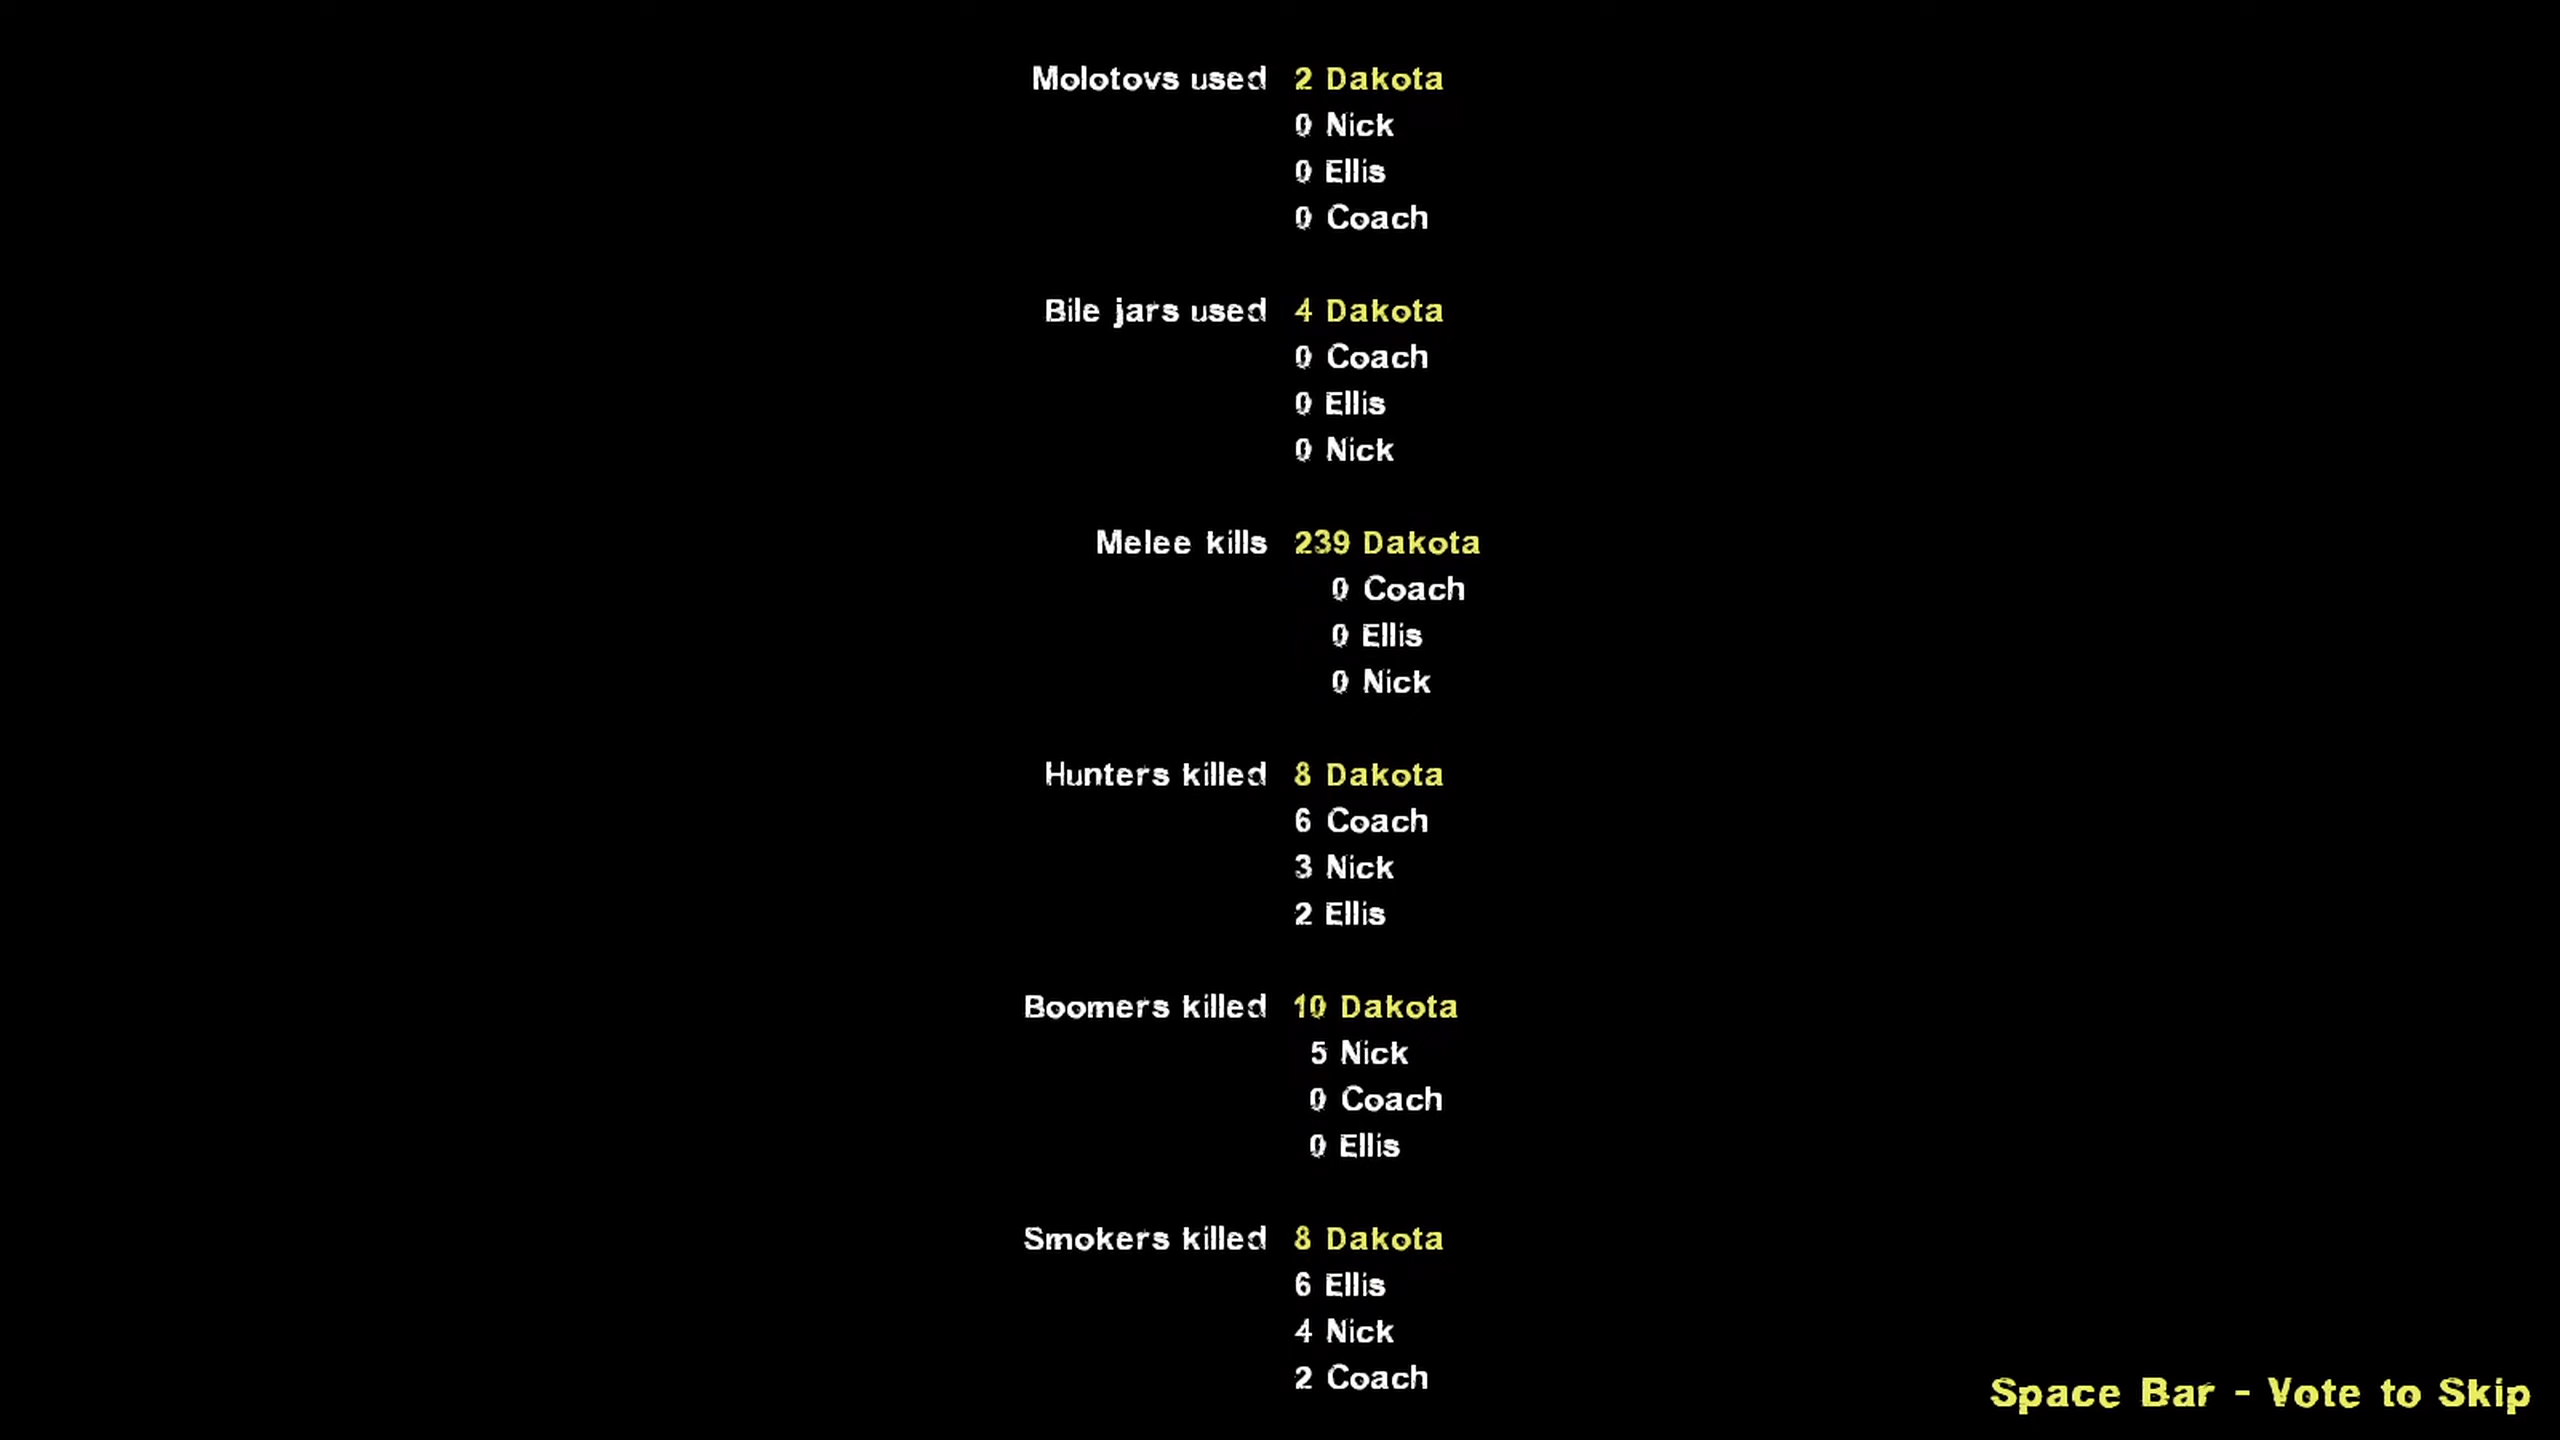 Molotovs used 2 Dakota
0 Nick
0 Ellis
0 Coach
Bile jars used 4 Dakota
0 Coach
0 Ellis
0 Nick
Melee kills 239 Dakota
0 Coach
0 Ellis
0 Nick
Hunters killed 8 Dakota
6 Coach
3 Nick
2 Ellis
Boomers killed 10 Dakota
5 Nick
0 Coach
0 Ellis
Smokers killed 8 Dakota
6 Ellis
4 Nick
2 Coach
Space Bar - Vote to Skip